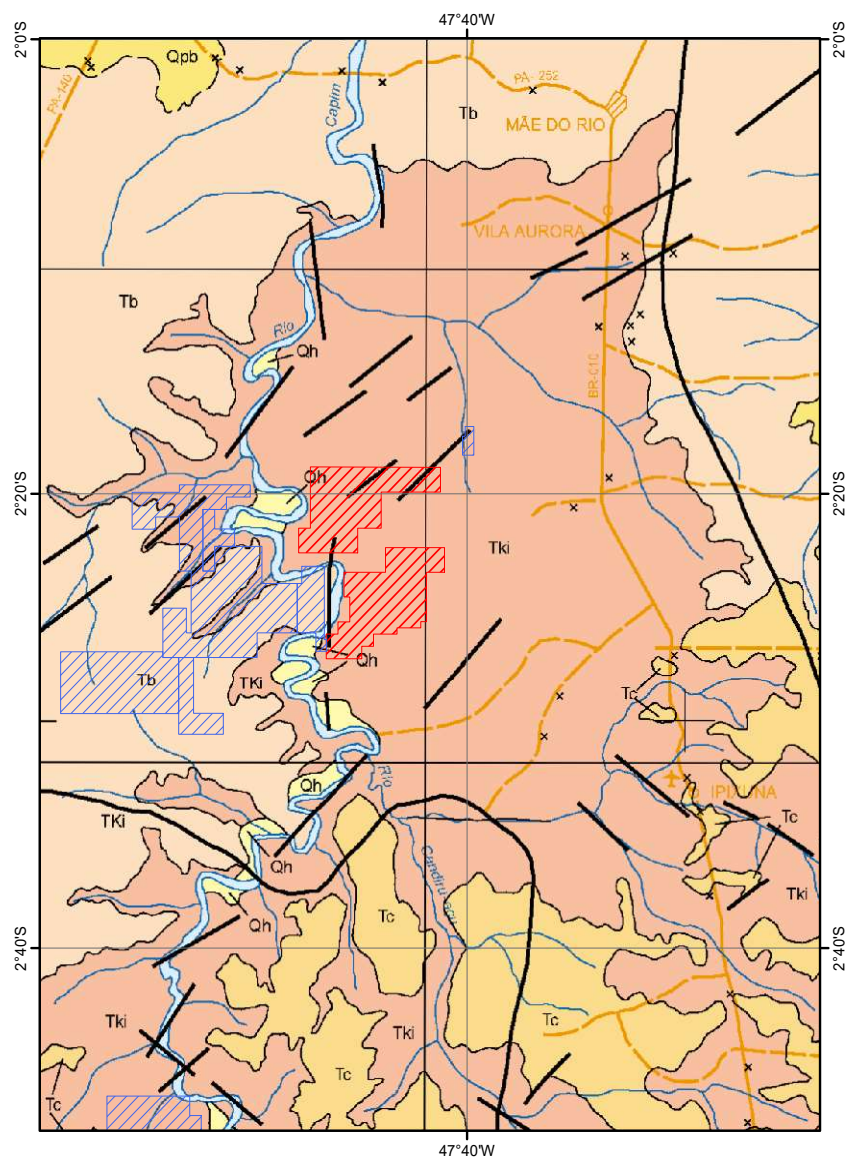 47°40'W
2°0'S
2°0'S
Qpb
PA-140
Capim
PA-252
Tb
MÃE DO RIO
VILA AURORA
Tb
Rio
Qh
BR-010
2°20'S
2°20'S
Qh
Tki
Qh
Tb
TKi
Tc
Rio
Qh
IPIXUNA
TKi
Tc
Qh
Candiru açu
Tki
Qh
Tc
2°40'S
2°40'S
Tki
Tki
Tc
Tc
Tc
47°40'W